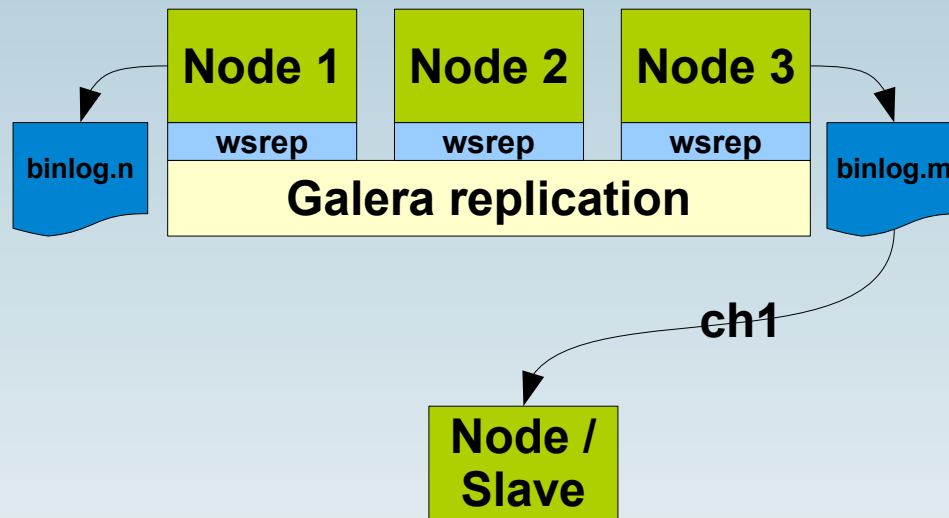 Node 1
Node 2
Node 3
wsrep
wsrep
wsrep
binlog.n
binlog.m
Galera replication
ch1
Node /
Slave